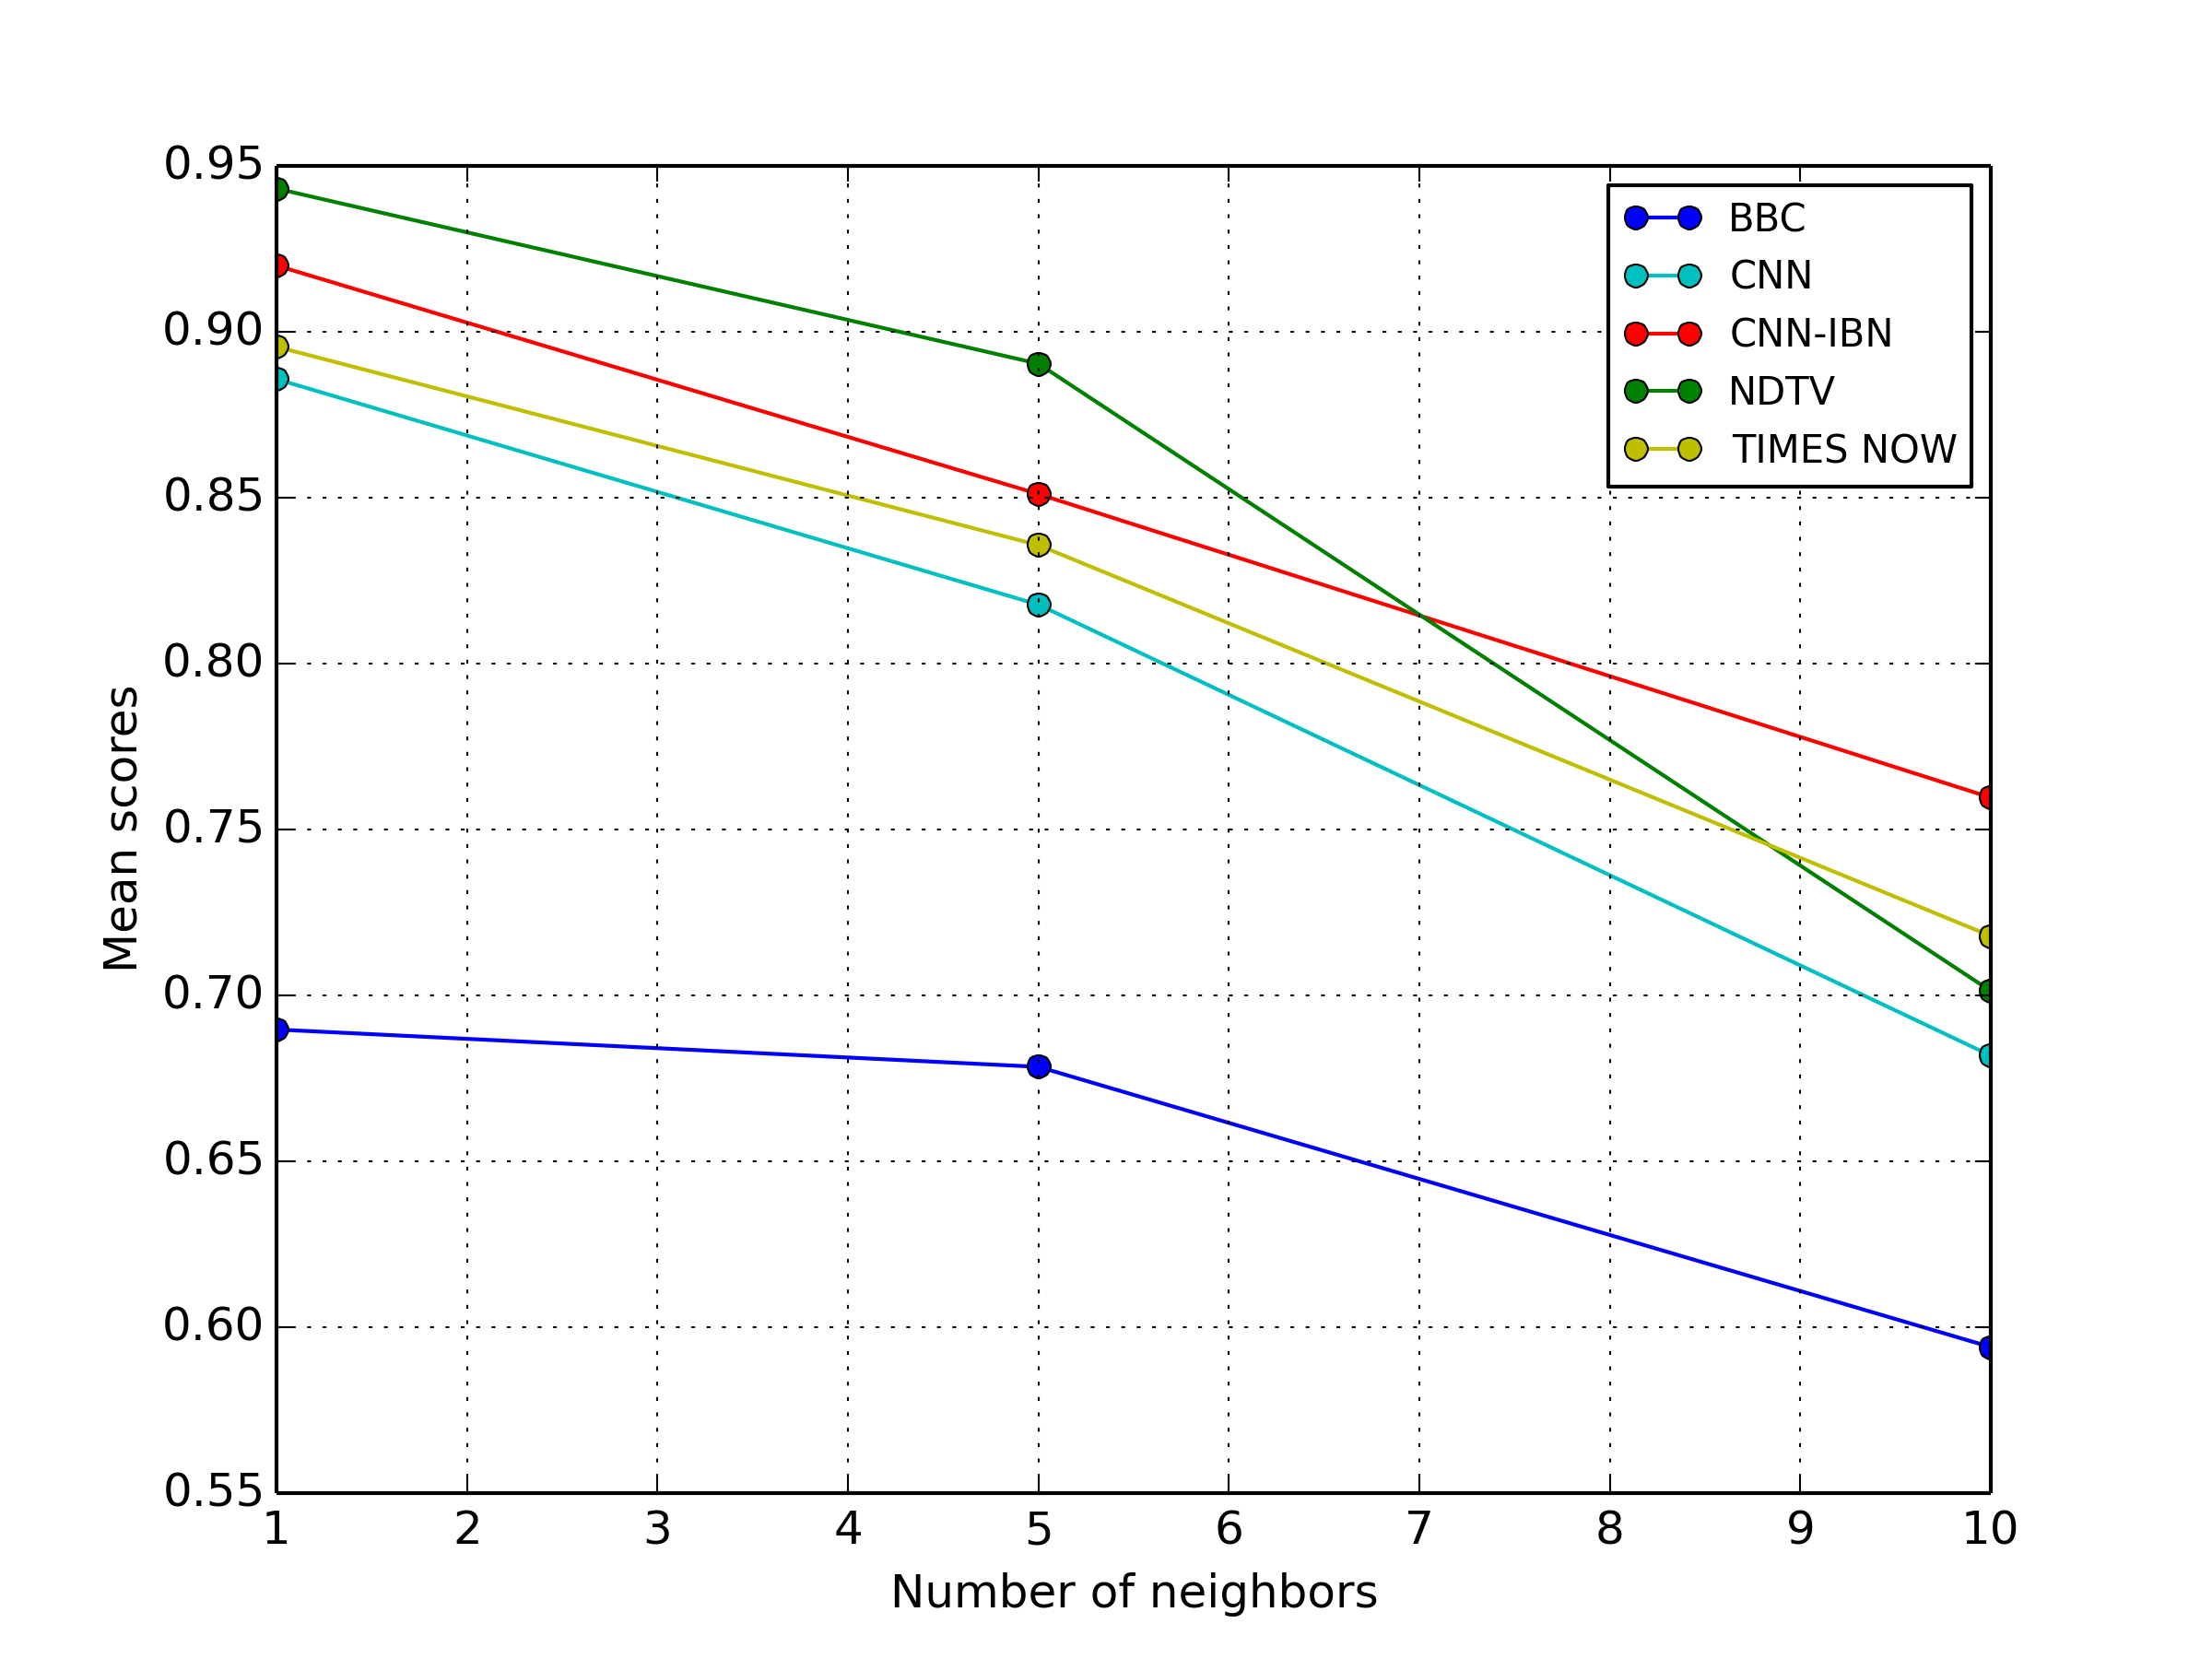 0.95
0.90
0.85
0.80
0.75
0.70
0.65
0.60
0.55
Mean scores
BBC
CNN
CNN-IBN
NDTV
TIMES NOW
1 2 3 4 5 6 7 8 9 10
Number of neighbors